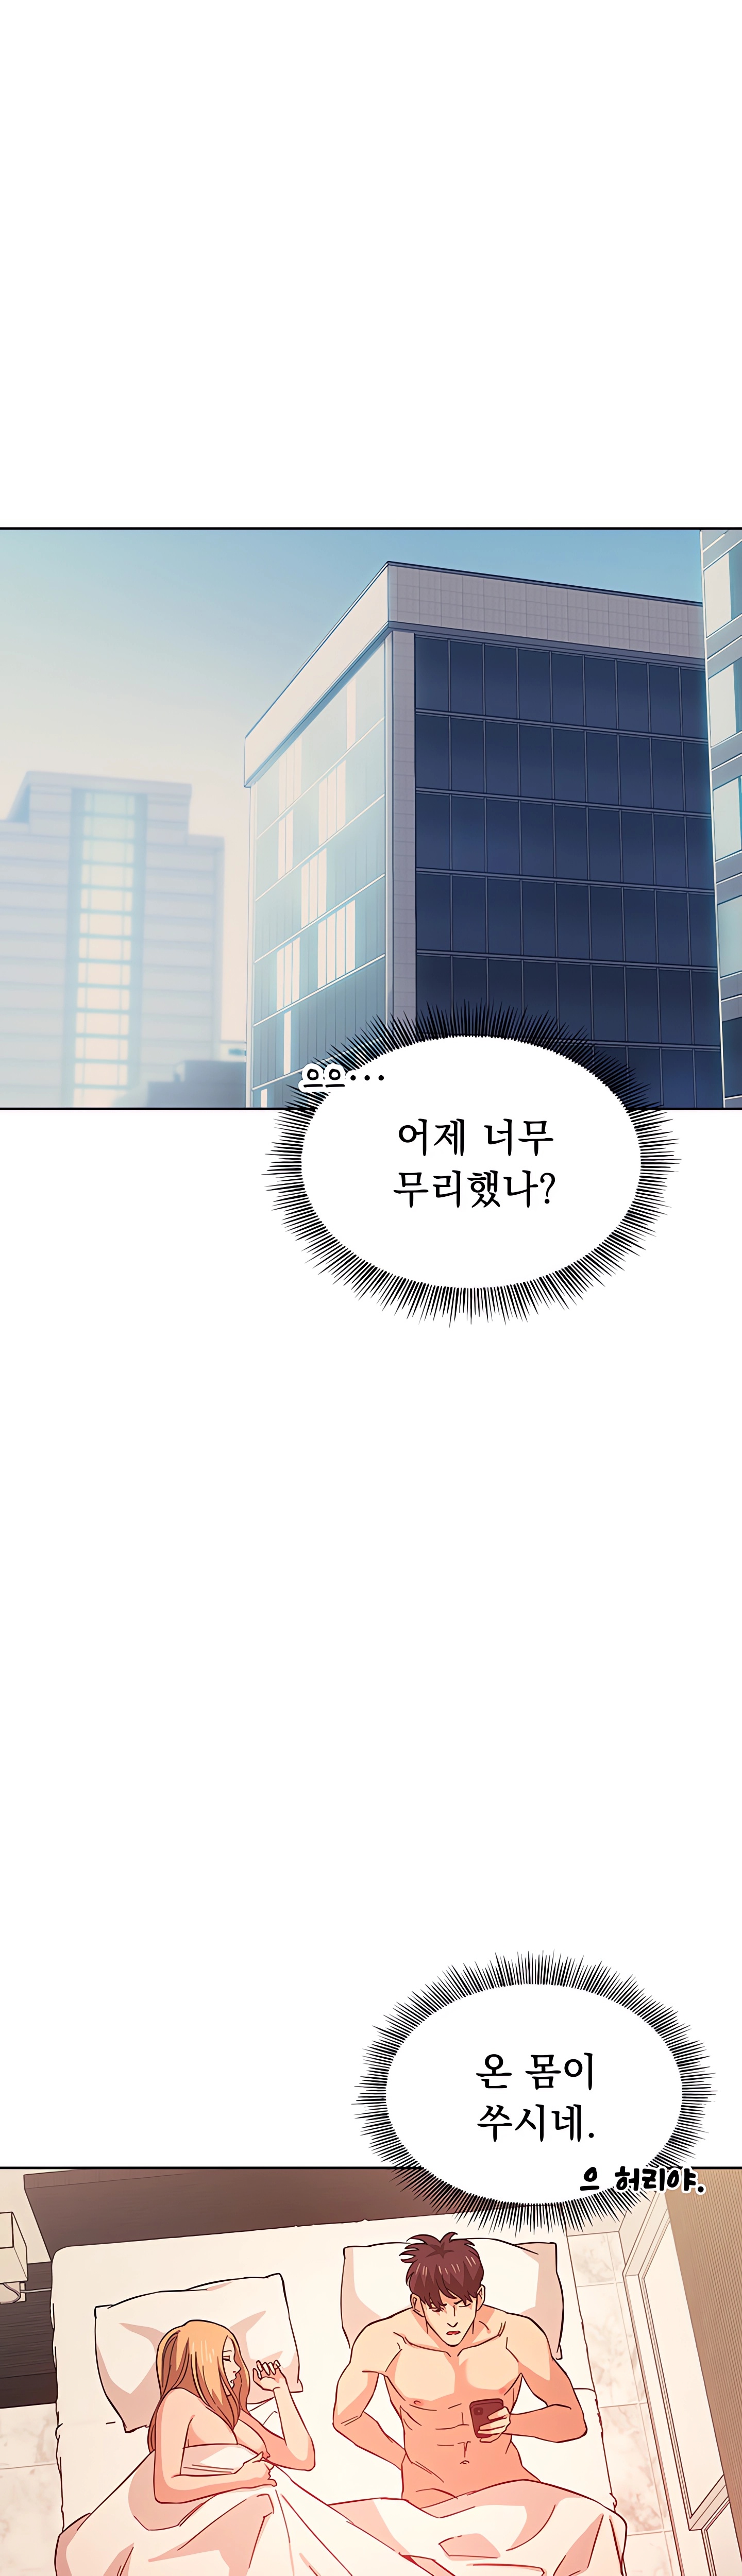 으으...
어제 너무
무리했나?
온 몸이
쑤시네.
으 허리야.